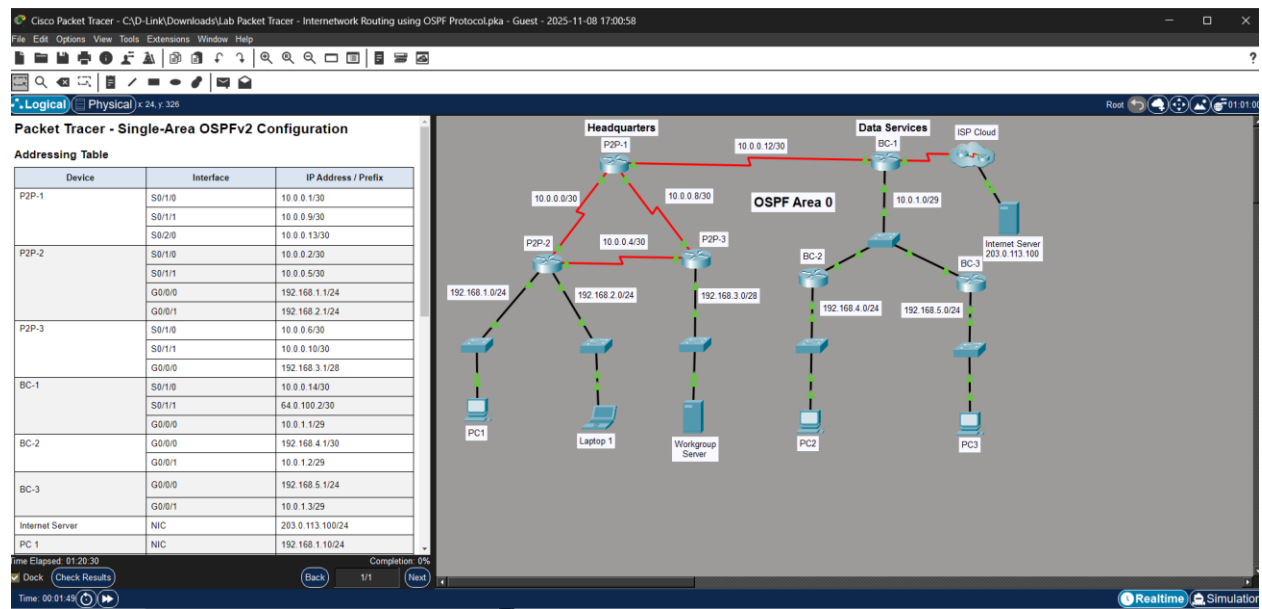 Cisco Packet Tracer - C:\D-Link\Downloads\Lab Packet Tracer - Internetwork Routing using OSPF Protocol.pka - Guest - 2025-11-08 17:00:58
File Edit Options View Tools Extensions Window Help
?
Logical Physical x: 24, y: 326
Root 01:01:00
Packet Tracer - Single-Area OSPFv2 Configuration
Addressing Table
Device Interface IP Address / Prefix
P2P-1 S0/1/0 10.0.0.1/30
S0/1/1 10.0.0.9/30
S0/2/0 10.0.0.13/30
P2P-2 S0/1/0 10.0.0.2/30
S0/1/1 10.0.0.5/30
G0/0/0 192.168.1.1/24
G0/0/1 192.168.2.1/24
P2P-3 S0/1/0 10.0.0.6/30
S0/1/1 10.0.0.10/30
G0/0/0 192.168.3.1/28
BC-1 S0/1/0 10.0.0.14/30
S0/1/1 64.0.100.2/30
G0/0/0 10.0.1.1/29
BC-2 G0/0/0 192.168.4.1/30
G0/0/1 10.0.1.2/29
BC-3 G0/0/0 192.168.5.1/24
G0/0/1 10.0.1.3/29
Internet Server NIC 203.0.113.100/24
PC 1 NIC 192.168.1.10/24
Time Elapsed: 01:20:30 Completion: 0%
Dock Check Results Back 1/1 Next
Headquarters
P2P-1
10.0.0.12/30
Data Services
BC-1
ISP Cloud
10.0.0.0/30
10.0.0.8/30
OSPF Area 0
10.0.1.0/29
P2P-2
10.0.0.4/30
P2P-3
Internet Server
203.0.113.100
BC-2
BC-3
192.168.1.0/24
192.168.2.0/24
192.168.3.0/28
192.168.4.0/24
192.168.5.0/24
PC1
Laptop 1
Workgroup
Server
PC2
PC3
Time: 00:01:49
Realtime Simulation